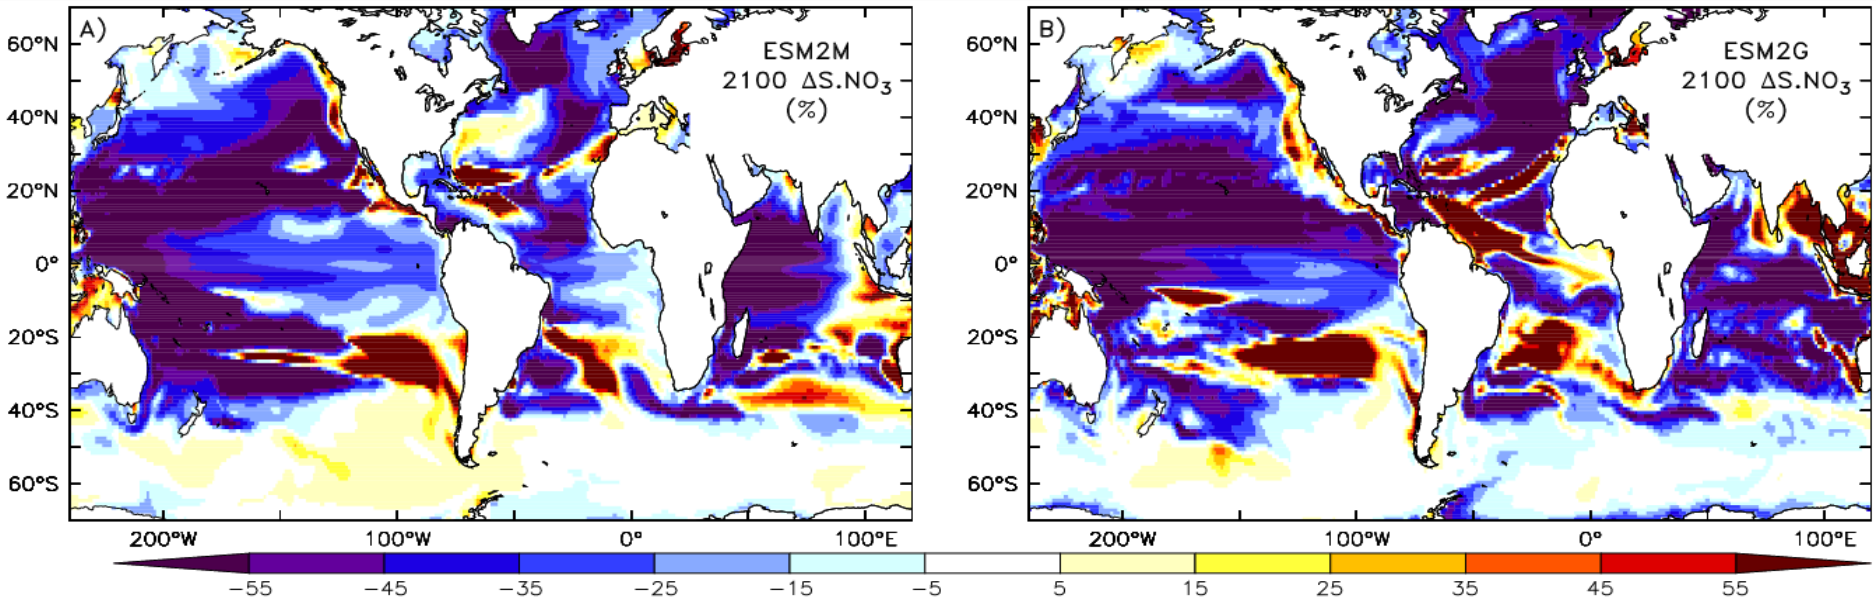 A)
ESM2M
2100 ΔS.NO₃
(%)
60°N
40°N
20°N
0°
20°S
40°S
60°S
200°W 100°W 0° 100°E
B)
ESM2G
2100 ΔS.NO₃
(%)
60°N
40°N
20°N
0°
20°S
40°S
60°S
200°W 100°W 0° 100°E
−55 −45 −35 −25 −15 −5 5 15 25 35 45 55